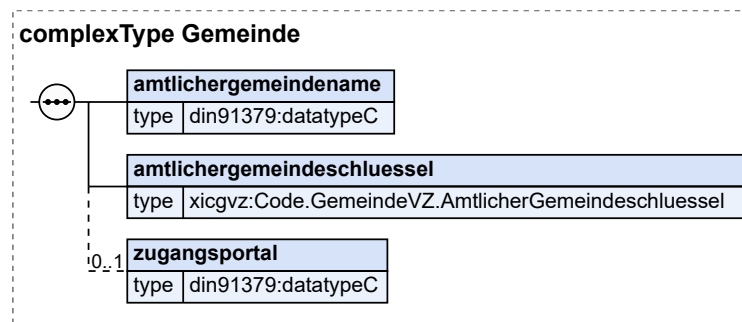 complexType Gemeinde
amtlichergemeindename
type din91379:datatypeC
amtlichergemeindeschluessel
type xicgvz:Code.GemeindeVZ.AmtlicherGemeindeschluessel
0..1 zugangsportal
type din91379:datatypeC